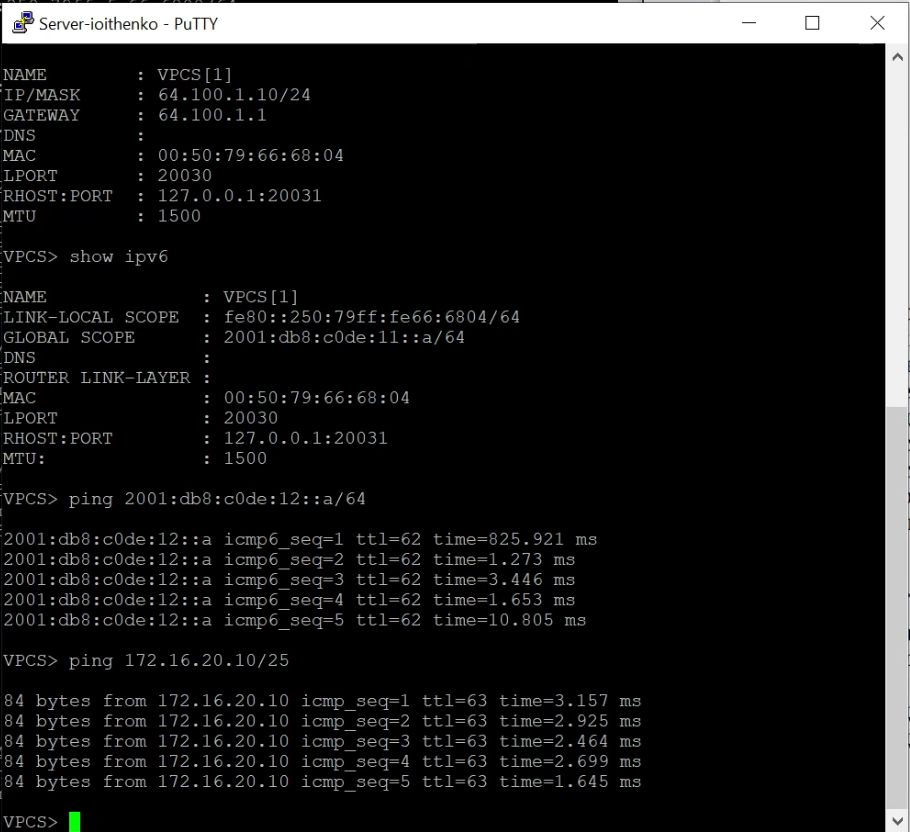 Server-ioithenko - PuTTY
NAME : VPCS[1]
IP/MASK : 64.100.1.10/24
GATEWAY : 64.100.1.1
DNS :
MAC : 00:50:79:66:68:04
LPORT : 20030
RHOST:PORT : 127.0.0.1:20031
MTU : 1500
VPCS> show ipv6
NAME : VPCS[1]
LINK-LOCAL SCOPE : fe80::250:79ff:fe66:6804/64
GLOBAL SCOPE : 2001:db8:c0de:11::a/64
DNS :
ROUTER LINK-LAYER :
MAC : 00:50:79:66:68:04
LPORT : 20030
RHOST:PORT : 127.0.0.1:20031
MTU: : 1500
VPCS> ping 2001:db8:c0de:12::a/64
2001:db8:c0de:12::a icmp6_seq=1 ttl=62 time=825.921 ms
2001:db8:c0de:12::a icmp6_seq=2 ttl=62 time=1.273 ms
2001:db8:c0de:12::a icmp6_seq=3 ttl=62 time=3.446 ms
2001:db8:c0de:12::a icmp6_seq=4 ttl=62 time=1.653 ms
2001:db8:c0de:12::a icmp6_seq=5 ttl=62 time=10.805 ms
VPCS> ping 172.16.20.10/25
84 bytes from 172.16.20.10 icmp_seq=1 ttl=63 time=3.157 ms
84 bytes from 172.16.20.10 icmp_seq=2 ttl=63 time=2.925 ms
84 bytes from 172.16.20.10 icmp_seq=3 ttl=63 time=2.464 ms
84 bytes from 172.16.20.10 icmp_seq=4 ttl=63 time=2.699 ms
84 bytes from 172.16.20.10 icmp_seq=5 ttl=63 time=1.645 ms
VPCS>